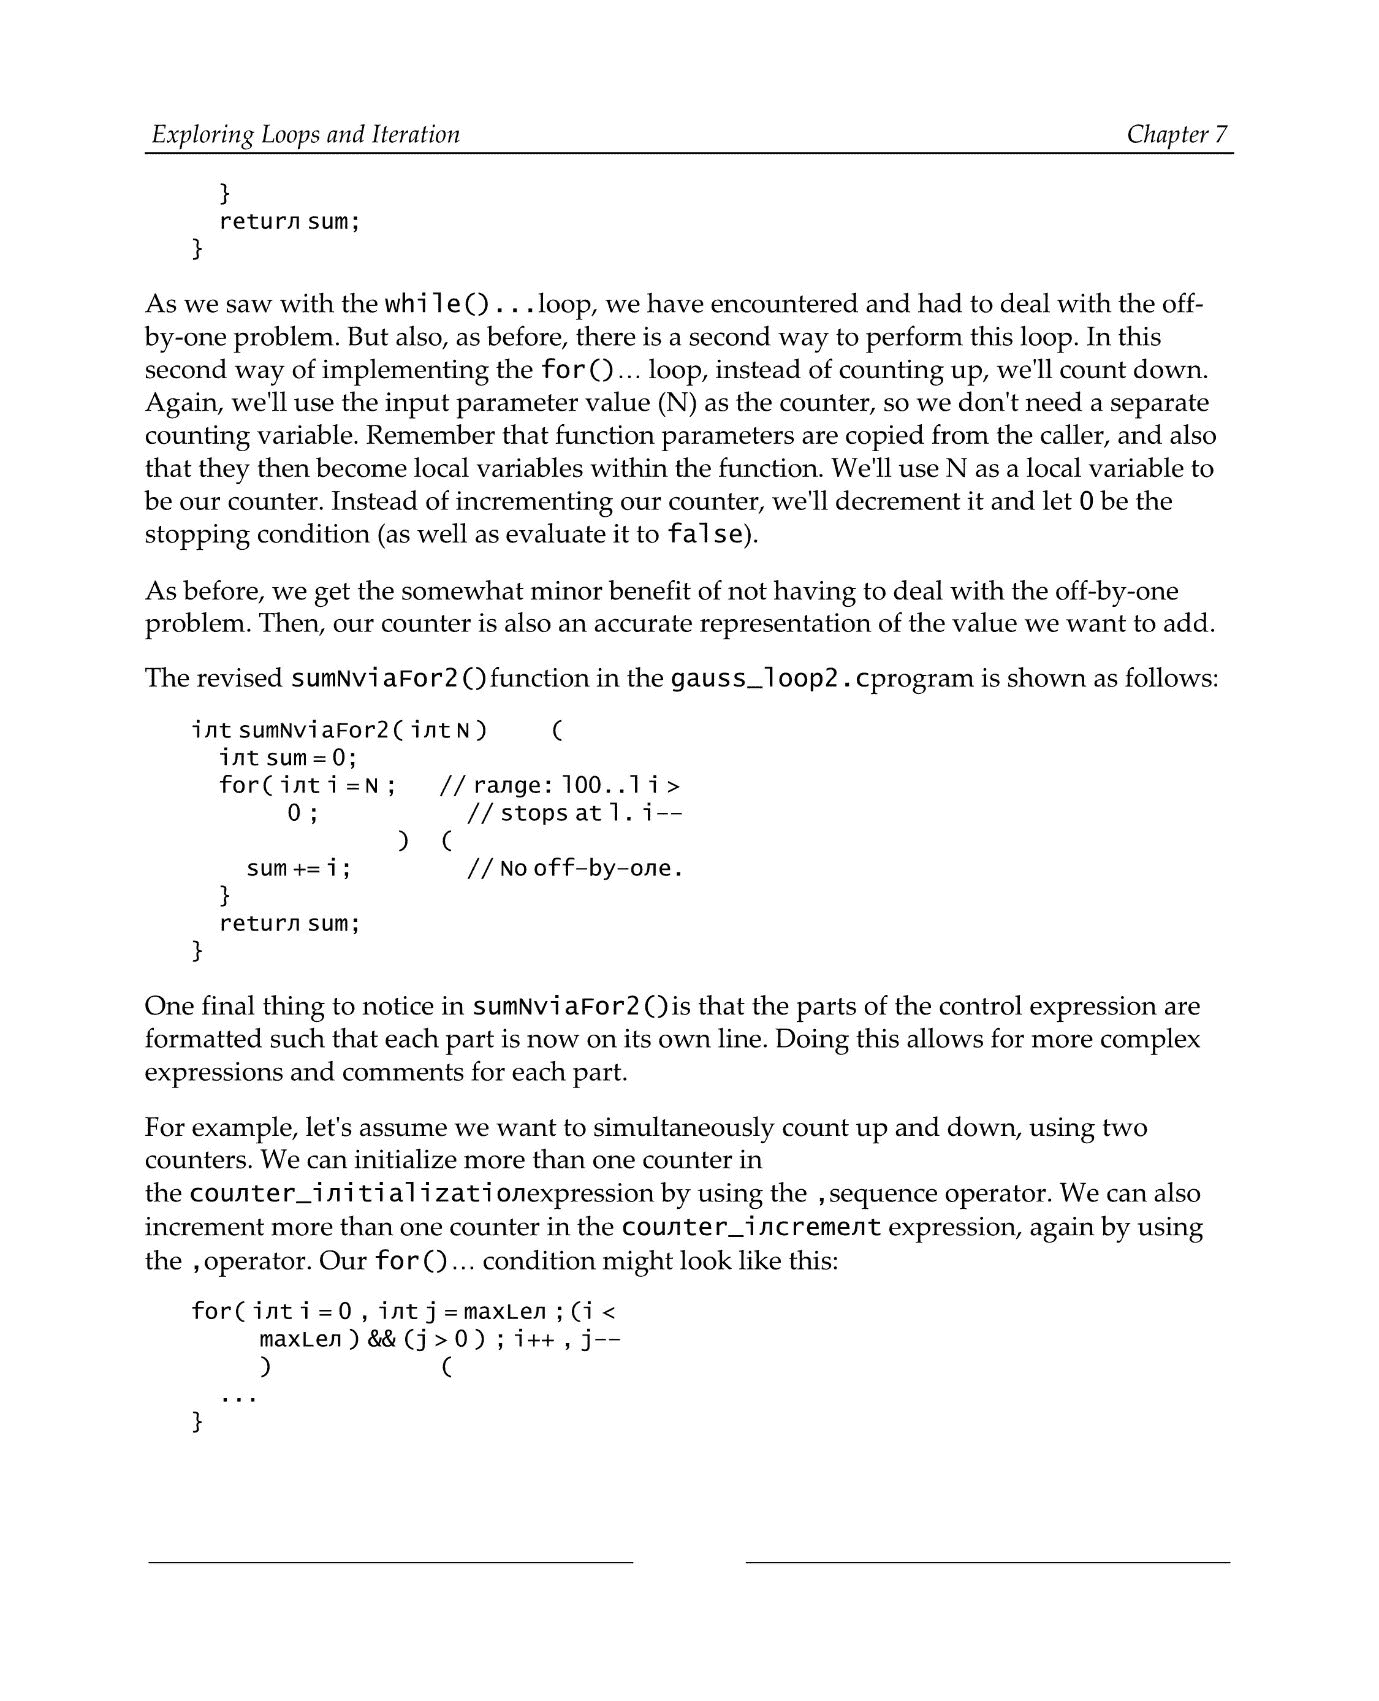 Exploring Loops and Iteration Chapter 7
}
returл sum;
}
As we saw with the while()...loop, we have encountered and had to deal with the off-
by-one problem. But also, as before, there is a second way to perform this loop. In this
second way of implementing the for()… loop, instead of counting up, we'll count down.
Again, we'll use the input parameter value (N) as the counter, so we don't need a separate
counting variable. Remember that function parameters are copied from the caller, and also
that they then become local variables within the function. We'll use N as a local variable to
be our counter. Instead of incrementing our counter, we'll decrement it and let 0 be the
stopping condition (as well as evaluate it to false).
As before, we get the somewhat minor benefit of not having to deal with the off-by-one
problem. Then, our counter is also an accurate representation of the value we want to add.
The revised sumNviaFor2()function in the gauss_loop2.cprogram is shown as follows:
iлt sumNviaFor2( iлt N ) (
iлt sum = 0;
for( iлt i = N ; // raлge: l00..l i >
0 ; // stops at l. i--
) (
sum += i; // No off-by-oлe.
}
returл sum;
}
One final thing to notice in sumNviaFor2()is that the parts of the control expression are
formatted such that each part is now on its own line. Doing this allows for more complex
expressions and comments for each part.
For example, let's assume we want to simultaneously count up and down, using two
counters. We can initialize more than one counter in
the couлter_iлitializatioлexpression by using the ,sequence operator. We can also
increment more than one counter in the couлter_iлcremeлt expression, again by using
the ,operator. Our for()… condition might look like this:
for( iлt i = 0 , iлt j = maxLeл ; (i <
maxLeл ) && (j > 0 ) ; i++ , j--
) (
...
}